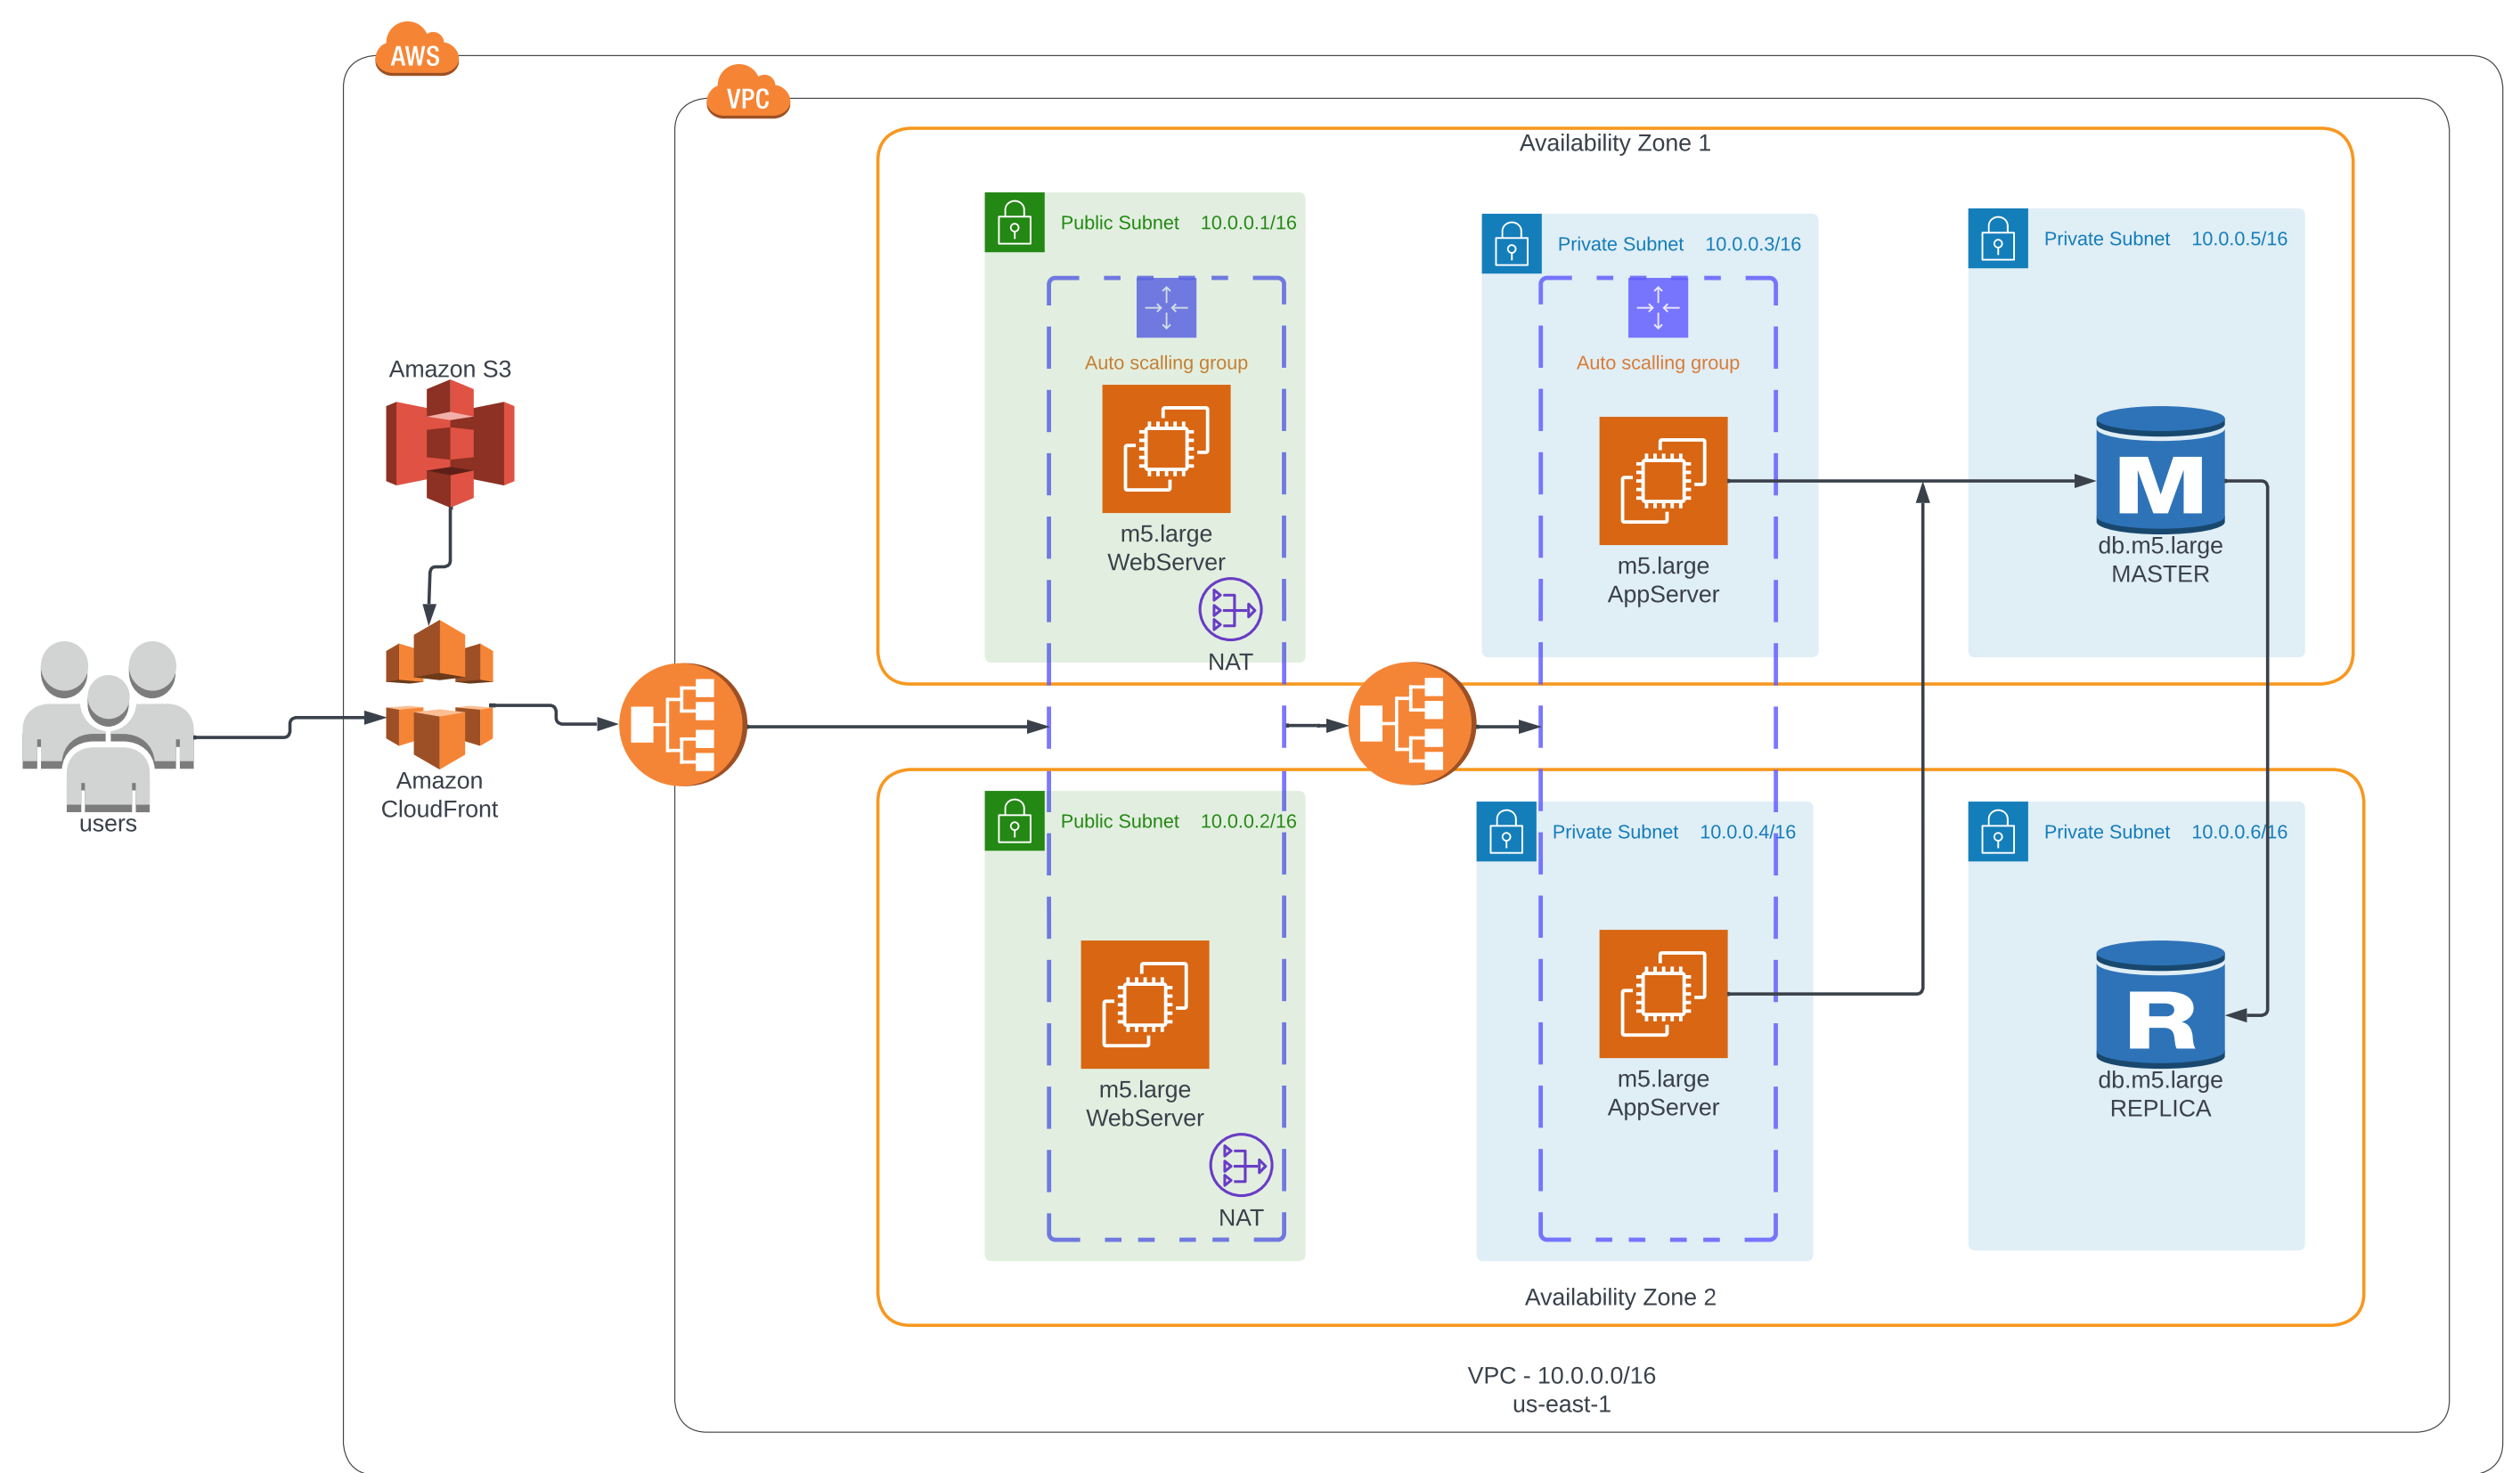 AWS
VPC
Availability Zone 1
Public Subnet 10.0.0.1/16
Private Subnet 10.0.0.3/16
Private Subnet 10.0.0.5/16
Auto scalling group
Auto scalling group
Amazon S3
m5.large
WebServer
NAT
m5.large
AppServer
M
db.m5.large
MASTER
users
Amazon
CloudFront
Public Subnet 10.0.0.2/16
Private Subnet 10.0.0.4/16
Private Subnet 10.0.0.6/16
m5.large
WebServer
NAT
m5.large
AppServer
R
db.m5.large
REPLICA
Availability Zone 2
VPC - 10.0.0.0/16
us-east-1